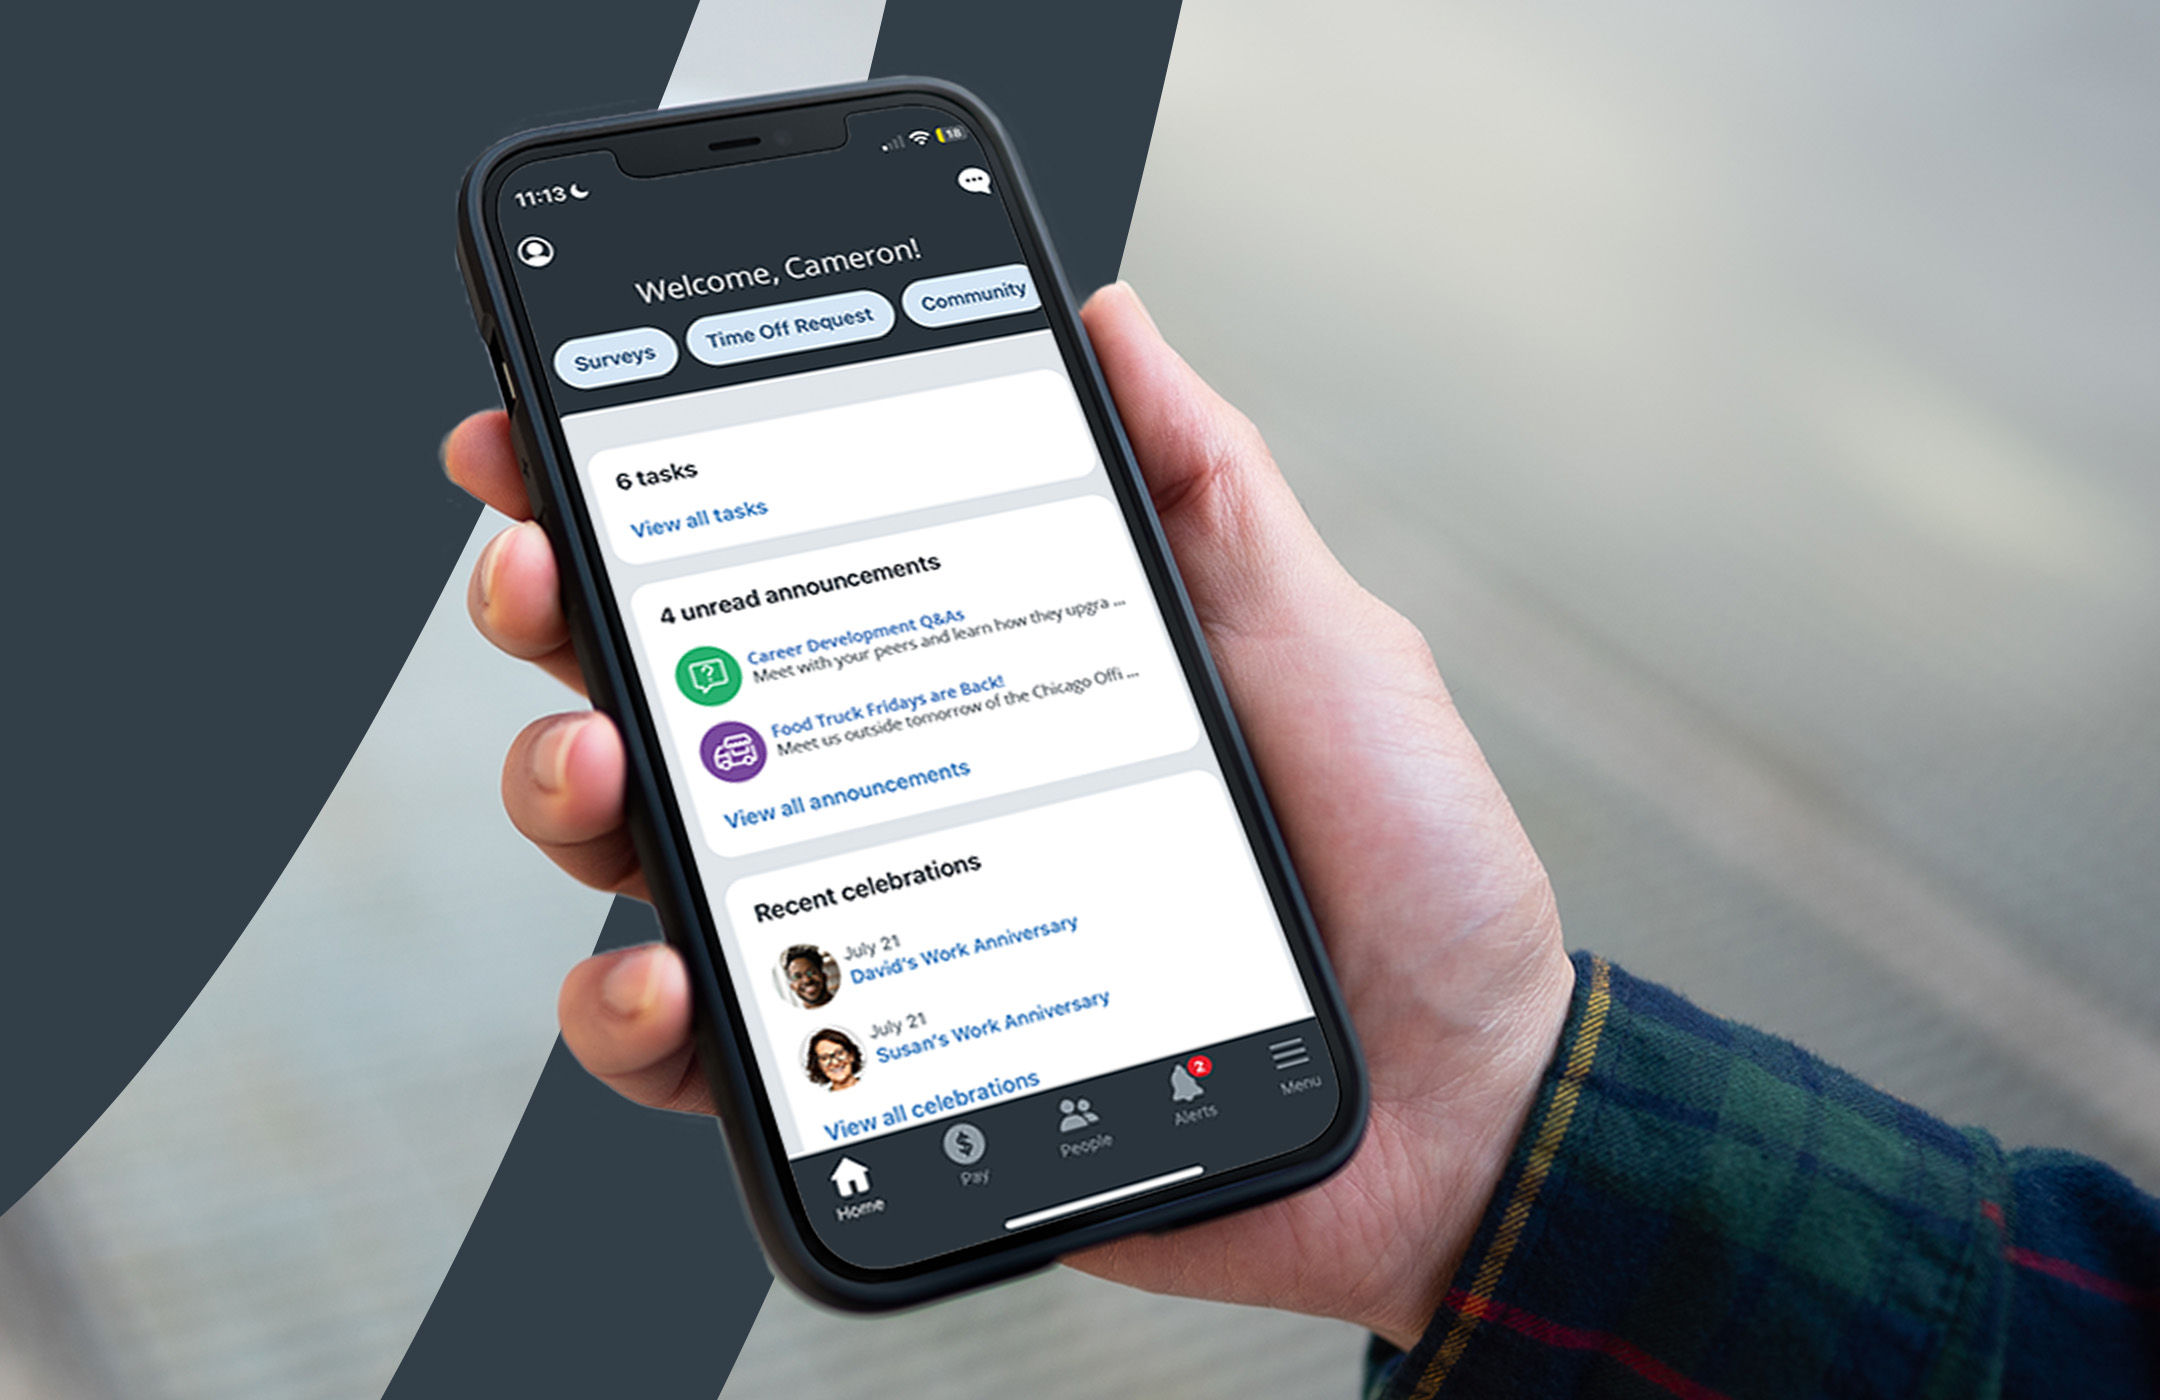 11:13
18
Welcome, Cameron!
Surveys
Time Off Request
Community
6 tasks
View all tasks
4 unread announcements
Career Development Q&As
Meet with your peers and learn how they upgra ...
Food Truck Fridays are Back!
Meet us outside tomorrow of the Chicago Offi ...
View all announcements
Recent celebrations
July 21
David's Work Anniversary
July 21
Susan's Work Anniversary
View all celebrations
Home
Pay
People
2
Alerts
Menu